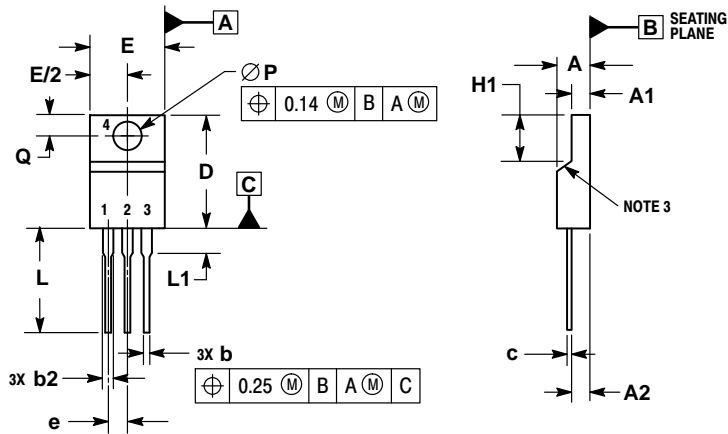 A
E
E/2
∅ P
⌖ 0.14 Ⓜ B A Ⓜ
4
Q
D
C
1 2 3
L
L1
3X b
3X b2
⌖ 0.25 Ⓜ B A Ⓜ C
e
B SEATING
PLANE
A
H1
A1
NOTE 3
c
A2